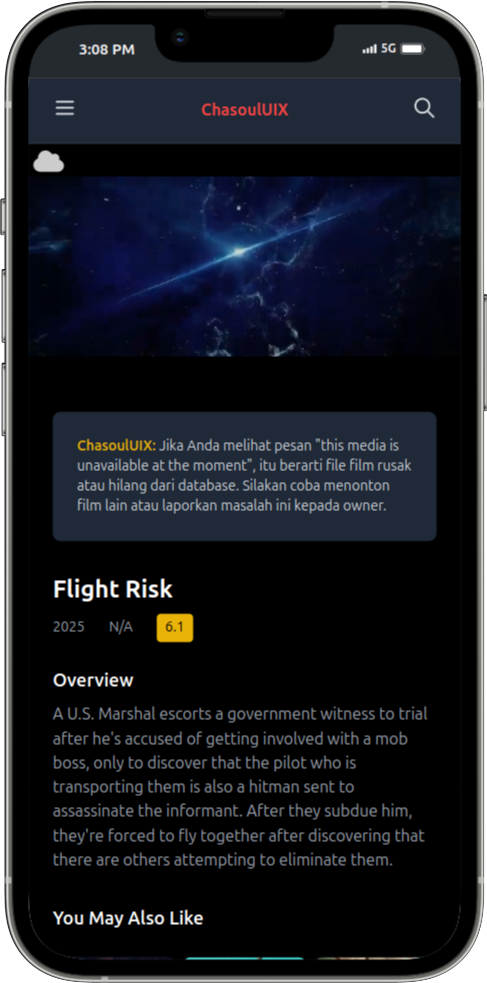 3:08 PM
5G
ChasoulUIX
ChasoulUIX: Jika Anda melihat pesan "this media is
unavailable at the moment", itu berarti file film rusak
atau hilang dari database. Silakan coba menonton
film lain atau laporkan masalah ini kepada owner.
Flight Risk
2025 N/A 6.1
Overview
A U.S. Marshal escorts a government witness to trial
after he's accused of getting involved with a mob
boss, only to discover that the pilot who is
transporting them is also a hitman sent to
assassinate the informant. After they subdue him,
they're forced to fly together after discovering that
there are others attempting to eliminate them.
You May Also Like